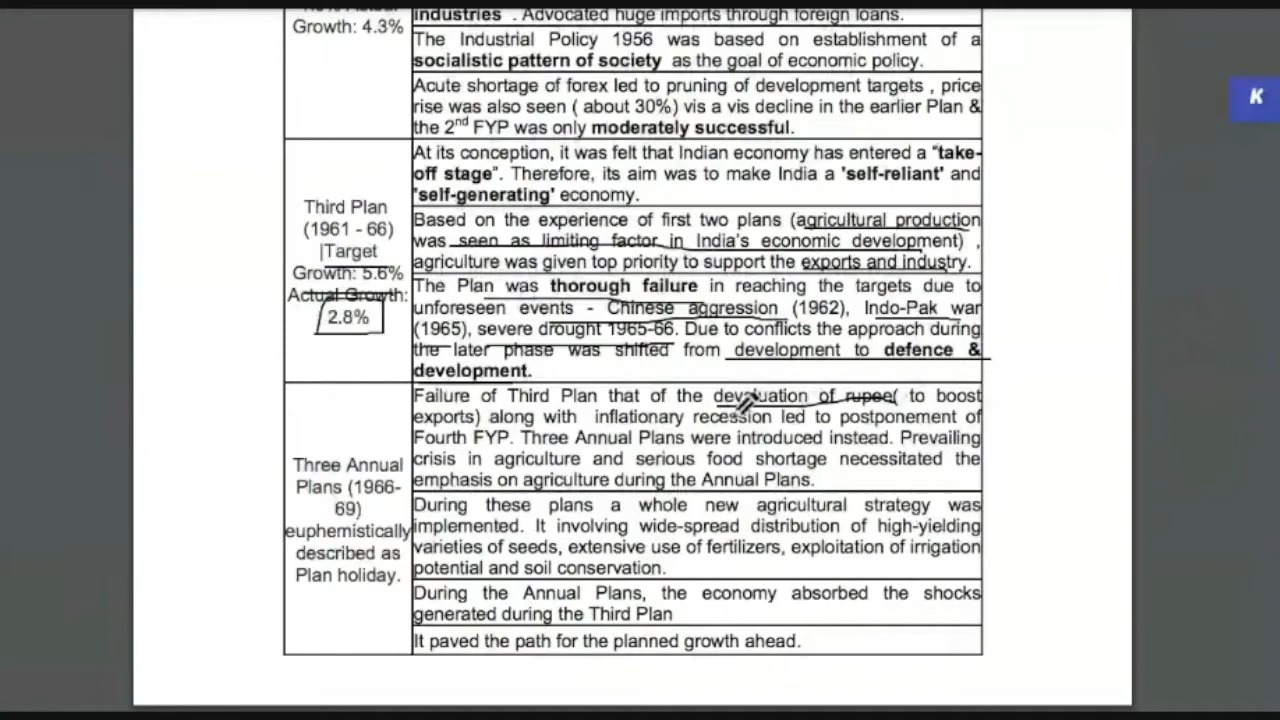 Growth: 4.3%
industries . Advocated huge imports through foreign loans.
The Industrial Policy 1956 was based on establishment of a
socialistic pattern of society as the goal of economic policy.
Acute shortage of forex led to pruning of development targets , price
rise was also seen ( about 30%) vis a vis decline in the earlier Plan &
the 2nd FYP was only moderately successful.
Third Plan
(1961 - 66)
|Target
Growth: 5.6%
Actual Growth:
2.8%
At its conception, it was felt that Indian economy has entered a “take-
off stage”. Therefore, its aim was to make India a 'self-reliant' and
'self-generating' economy.
Based on the experience of first two plans (agricultural production
was seen as limiting factor in India's economic development) ,
agriculture was given top priority to support the exports and industry.
The Plan was thorough failure in reaching the targets due to
unforeseen events - Chinese aggression (1962), Indo-Pak war
(1965), severe drought 1965-66. Due to conflicts the approach during
the later phase was shifted from development to defence &
development.
Three Annual
Plans (1966-
69)
euphemistically
described as
Plan holiday.
Failure of Third Plan that of the devaluation of rupee( to boost
exports) along with inflationary recession led to postponement of
Fourth FYP. Three Annual Plans were introduced instead. Prevailing
crisis in agriculture and serious food shortage necessitated the
emphasis on agriculture during the Annual Plans.
During these plans a whole new agricultural strategy was
implemented. It involving wide-spread distribution of high-yielding
varieties of seeds, extensive use of fertilizers, exploitation of irrigation
potential and soil conservation.
During the Annual Plans, the economy absorbed the shocks
generated during the Third Plan
It paved the path for the planned growth ahead.
K